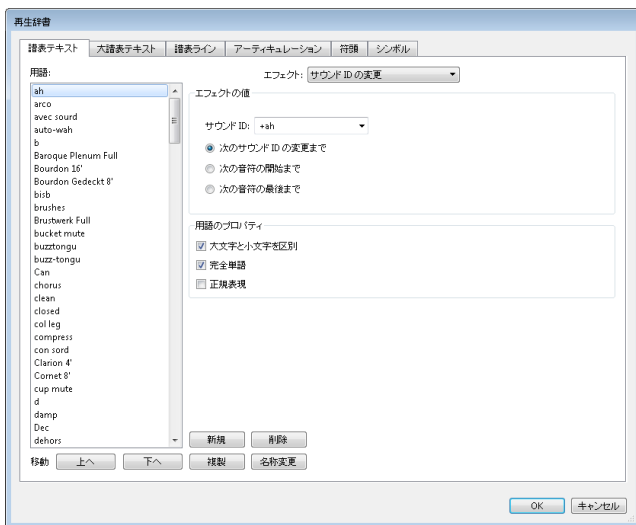 再生辞書
譜表テキスト 大譜表テキスト 譜表ライン アーティキュレーション 符頭 シンボル
用語:
エフェクト: サウンド IDの変更
ah
arco
avec sourd
auto-wah
b
Baroque Plenum Full
Bourdon 16'
Bourdon Gedeckt 8'
bisb
brushes
Brustwerk Full
bucket mute
buzztongu
buzz-tongu
Can
chorus
clean
closed
col leg
compress
con sord
Clarion 4'
Cornet 8'
cup mute
d
damp
Dec
dehors
エフェクトの値
サウンド ID: +ah
次のサウンド IDの変更まで
次の音符の開始まで
次の音符の最後まで
用語のプロパティ
大文字と小文字を区別
完全単語
正規表現
新規 削除
移動 上へ 下へ 複製 名称変更
OK キャンセル